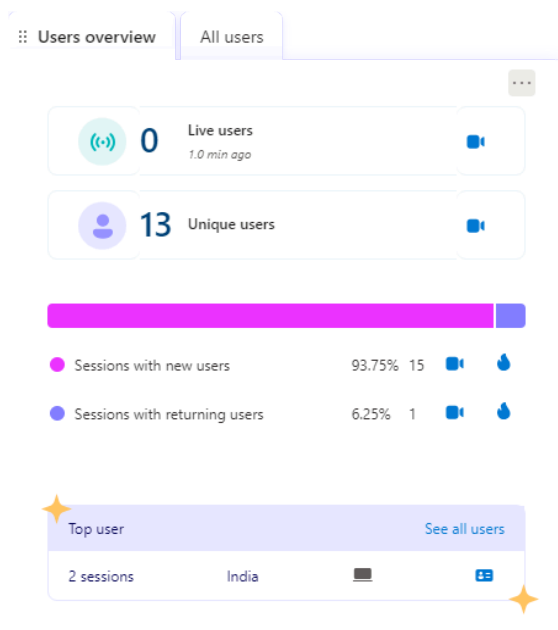 Users overview
All users
0 Live users
1.0 min ago
13 Unique users
Sessions with new users 93.75% 15
Sessions with returning users 6.25% 1
Top user See all users
2 sessions India